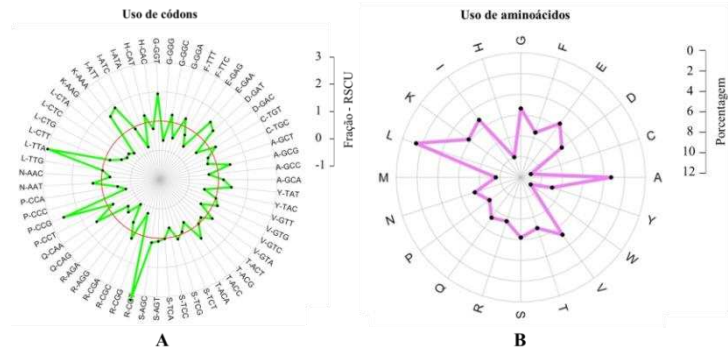 Uso de códons
G-GGT
G-GGG
G-GGC
G-GGA
F-TTT
F-TTC
E-GAG
E-GAA
D-GAT
D-GAC
C-TGT
C-TGC
A-GCT
A-GCG
A-GCC
A-GCA
Y-TAT
Y-TAC
V-GTT
V-GTG
V-GTC
V-GTA
T-ACT
T-ACG
T-ACC
T-ACA
S-TCT
S-TCG
S-TCC
S-TCA
S-AGT
S-AGC
R-CGT
R-CGG
R-CGC
R-CGA
R-AGG
R-AGA
Q-CAG
Q-CAA
P-CCT
P-CCG
P-CCC
P-CCA
N-AAT
N-AAC
L-TTG
L-TTA
L-CTT
L-CTG
L-CTC
L-CTA
K-AAG
K-AAA
I-ATT
I-ATC
I-ATA
H-CAT
H-CAC
3
2
1
0
-1
Fração - RSCU
A
Uso de aminoácidos
G
F
E
D
C
A
Y
W
V
T
S
R
Q
P
N
M
L
K
I
H
0
2
4
6
8
10
12
Porcentagem
B